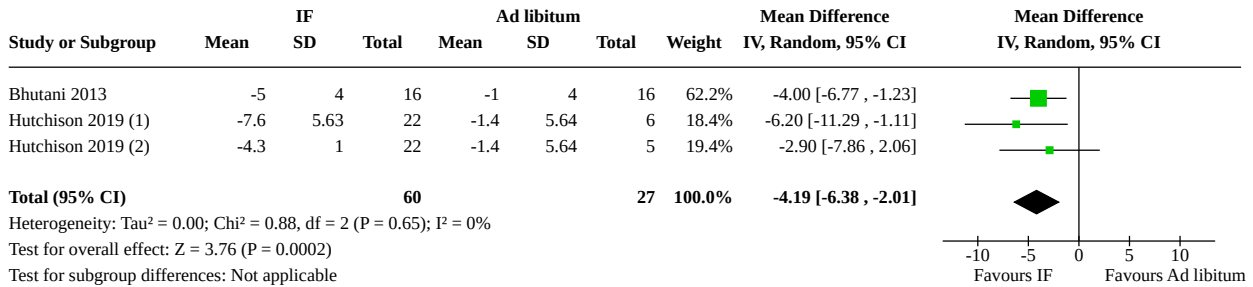 IF Ad libitum Mean Difference Mean Difference
Study or Subgroup Mean SD Total Mean SD Total Weight IV, Random, 95% CI IV, Random, 95% CI
Bhutani 2013 -5 4 16 -1 4 16 62.2% -4.00 [-6.77 , -1.23]
Hutchison 2019 (1) -7.6 5.63 22 -1.4 5.64 6 18.4% -6.20 [-11.29 , -1.11]
Hutchison 2019 (2) -4.3 1 22 -1.4 5.64 5 19.4% -2.90 [-7.86 , 2.06]
Total (95% CI) 60 27 100.0% -4.19 [-6.38 , -2.01]
Heterogeneity: Tau² = 0.00; Chi² = 0.88, df = 2 (P = 0.65); I² = 0%
Test for overall effect: Z = 3.76 (P = 0.0002)
Test for subgroup differences: Not applicable
-10 -5 0 5 10
Favours IF Favours Ad libitum